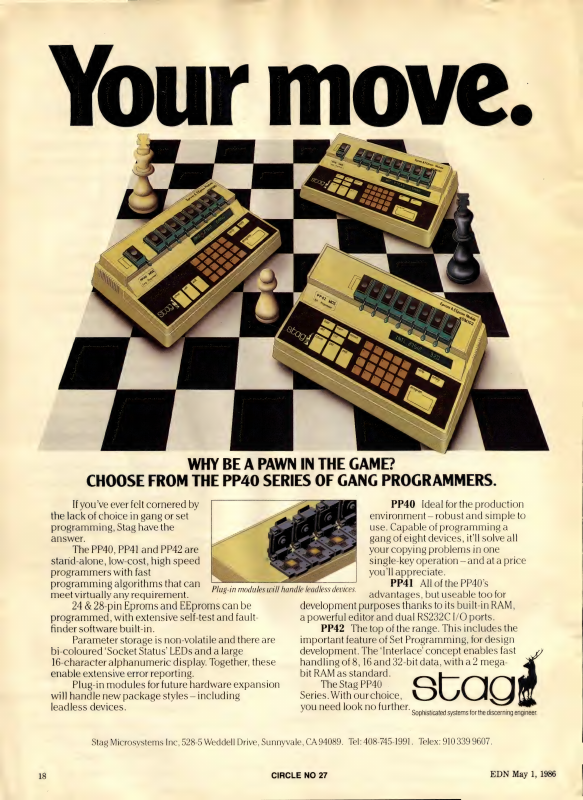 Your move.
stag
stag
PP41 MOS
stag
WHY BE A PAWN IN THE GAME?
CHOOSE FROM THE PP40 SERIES OF GANG PROGRAMMERS.
If you've ever felt cornered by
the lack of choice in gang or set
programming, Stag have the
answer.
The PP40, PP41 and PP42 are
stand-alone, low-cost, high speed
programmers with fast
programming algorithms that can
meet virtually any requirement.
24 & 28-pin Eproms and EEproms can be
programmed, with extensive self-test and fault-
finder software built-in.
Parameter storage is non-volatile and there are
bi-coloured 'Socket Status' LEDs and a large
16-character alphanumeric display. Together, these
enable extensive error reporting.
Plug-in modules for future hardware expansion
will handle new package styles – including
leadless devices.
Plug-in modules will handle leadless devices.
PP40 Ideal for the production
environment – robust and simple to
use. Capable of programming a
gang of eight devices, it'll solve all
your copying problems in one
single-key operation – and at a price
you'll appreciate.
PP41 All of the PP40's
advantages, but useable too for
development purposes thanks to its built-in RAM,
a powerful editor and dual RS232C I/O ports.
PP42 The top of the range. This includes the
important feature of Set Programming, for design
development. The 'Interlace' concept enables fast
handling of 8, 16 and 32-bit data, with a 2 mega-
bit RAM as standard.
The Stag PP40
Series. With our choice,
you need look no further.
stag
Sophisticated systems for the discerning engineer.
Stag Microsystems Inc, 528-5 Weddell Drive, Sunnyvale, CA 94089. Tel: 408-745-1991. Telex: 910 339 9607.
18
CIRCLE NO 27
EDN May 1, 1986